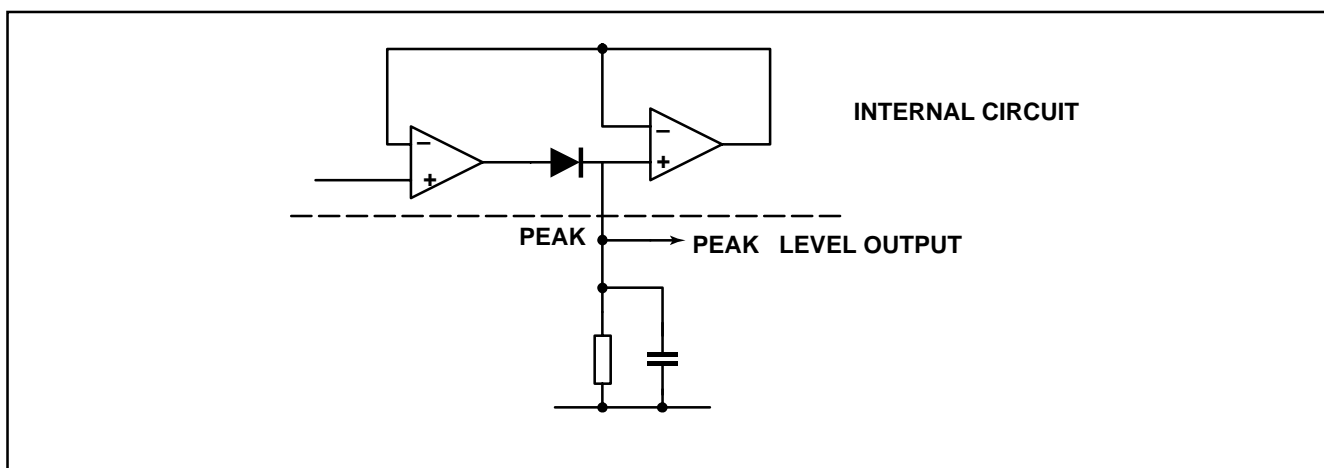 INTERNAL CIRCUIT
−
+
−
+
PEAK
PEAK LEVEL OUTPUT